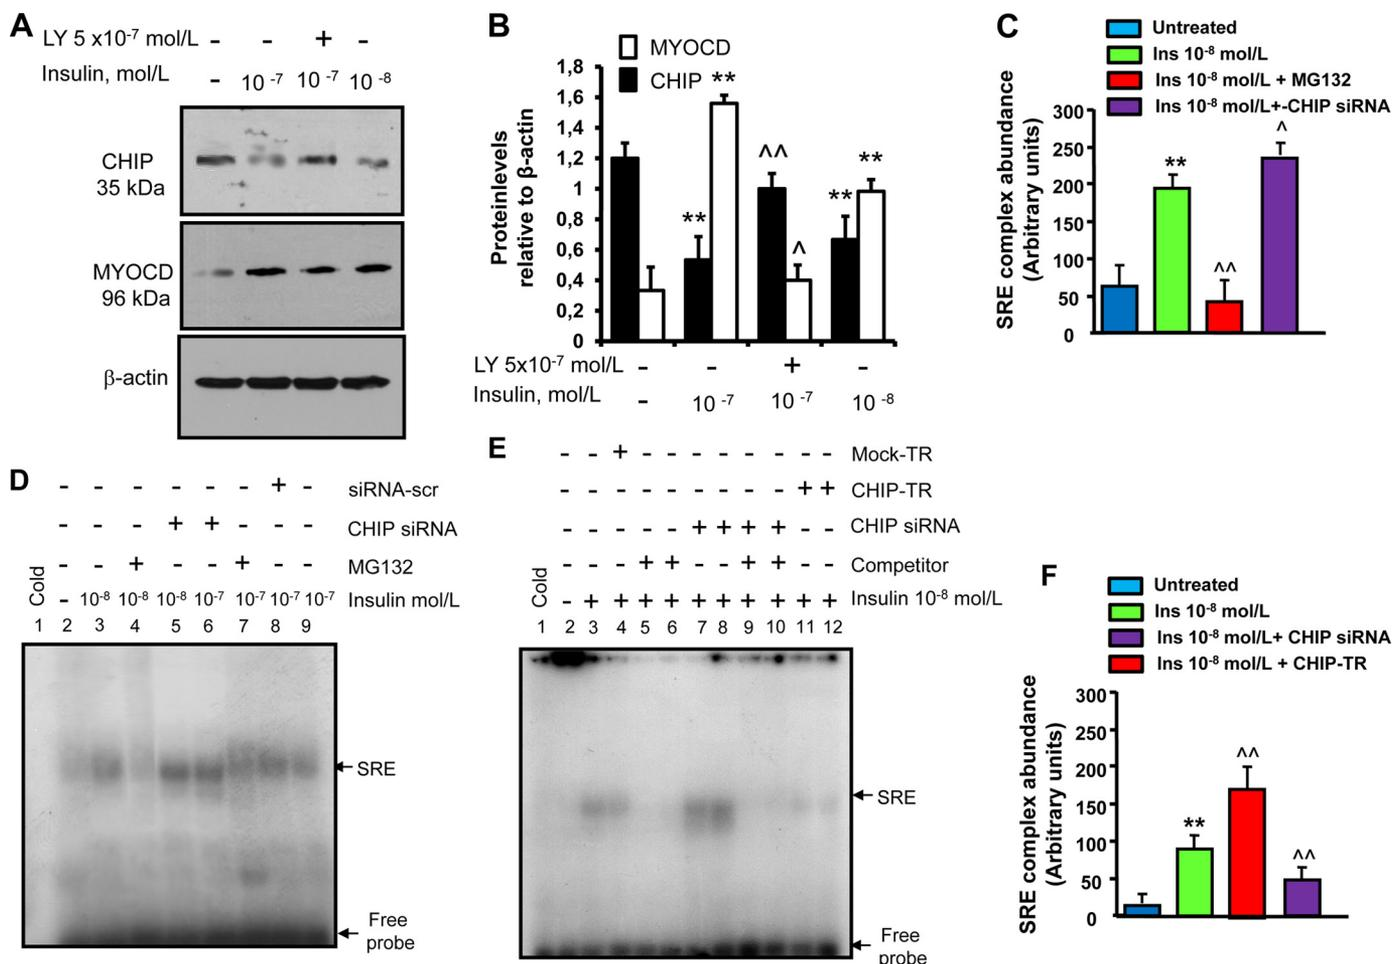 A
LY 5 x10-7 mol/L - - + -
Insulin, mol/L - 10 -7 10 -7 10 -8
CHIP
35 kDa
MYOCD
96 kDa
β-actin
B
MYOCD
CHIP
Proteinlevels
relative to β-actin
1,8
1,6
1,4
1,2
1
0,8
0,6
0,4
0,2
0
** ** ^^ ^ ** **
LY 5x10-7 mol/L - - + -
Insulin, mol/L - 10 -7 10 -7 10 -8
C
Untreated
Ins 10-8 mol/L
Ins 10-8 mol/L + MG132
Ins 10-8 mol/L+-CHIP siRNA
SRE complex abundance
(Arbitrary units)
300
250
200
150
100
50
0
** ^^ ^
D
- - - - - - + - siRNA-scr
- - - + + - - - CHIP siRNA
- - + - - + - - MG132
Cold - 10-8 10-8 10-8 10-7 10-7 10-7 10-7 Insulin mol/L
1 2 3 4 5 6 7 8 9
SRE
Free
probe
E
- - + - - - - - - - - Mock-TR
- - - - - - - - - + + CHIP-TR
- - - - - + + + + - - CHIP siRNA
- - - + + - - + + - - Competitor
Cold - + + + + + + + + + + Insulin 10-8 mol/L
1 2 3 4 5 6 7 8 9 10 11 12
SRE
Free
probe
F
Untreated
Ins 10-8 mol/L
Ins 10-8 mol/L+ CHIP siRNA
Ins 10-8 mol/L + CHIP-TR
SRE complex abundance
(Arbitrary units)
300
250
200
150
100
50
0
** ^^ ^^